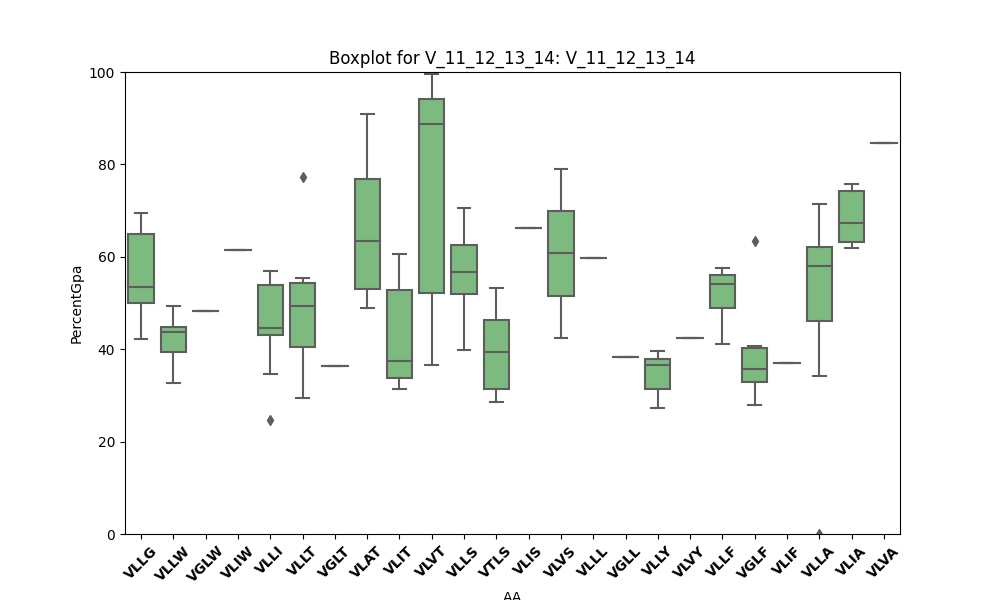 Boxplot for V_11_12_13_14: V_11_12_13_14
100
80
60
40
20
0
PercentGpa
VLLG VLLW VGLW VLIW VLLI VLLT VGLT VLAT VLIT VLVT VLLS VTLS VLIS VLVS VLLL VGLL VLLY VLVY VLLF VGLF VLIF VLLA VLIA VLVA
AA